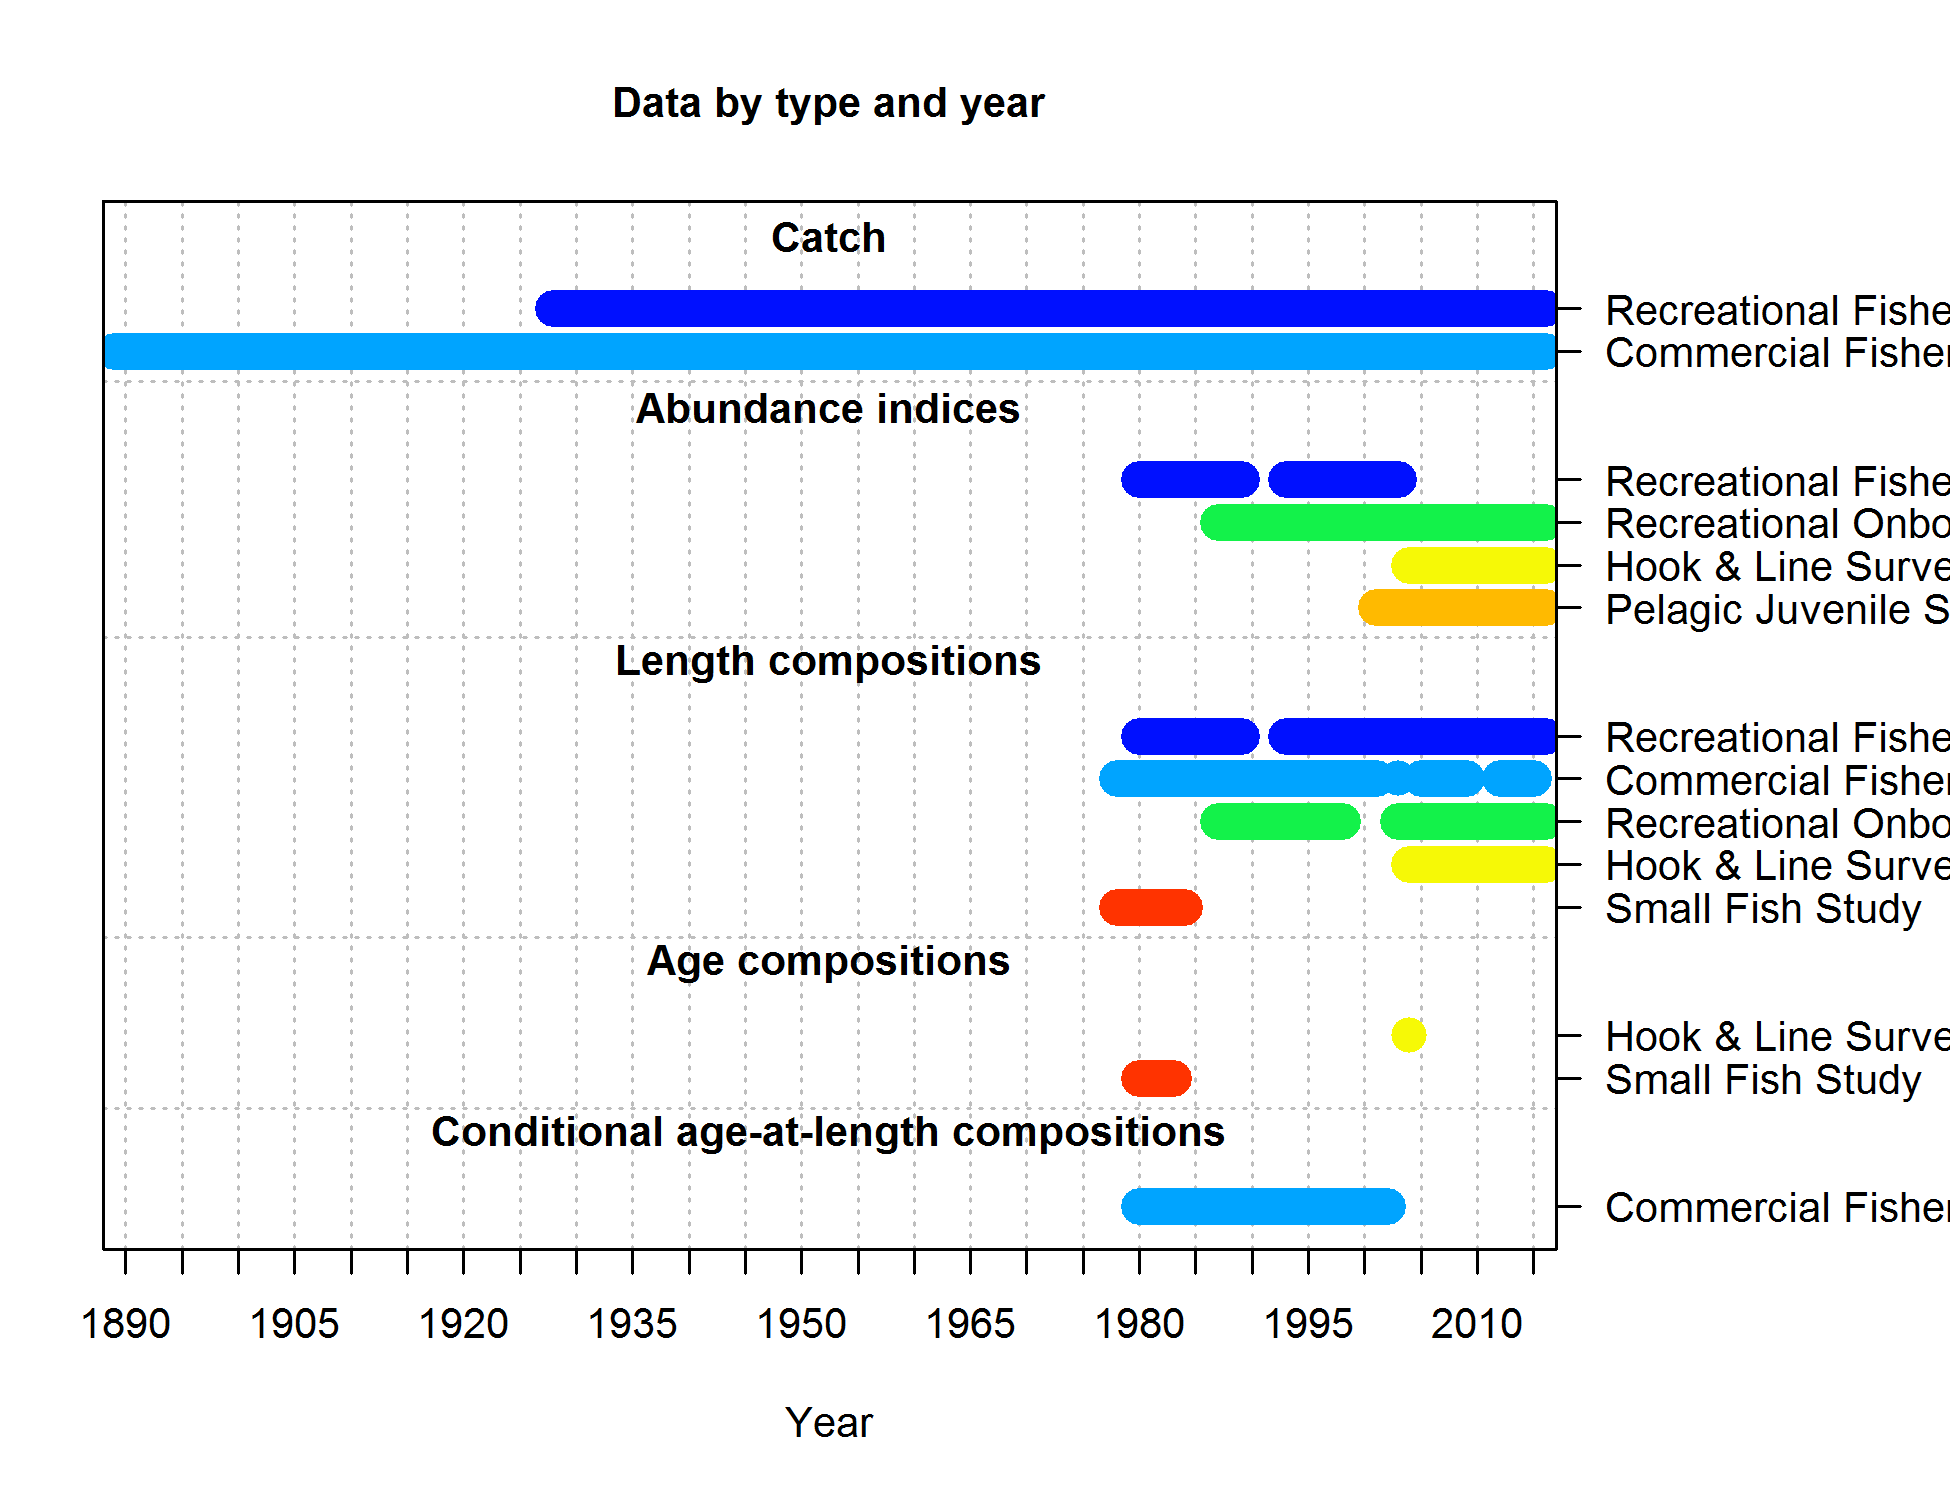 Data by type and year
Catch
Recreational Fishe
Commercial Fisher
Abundance indices
Recreational Fishe
Recreational Onbo
Hook & Line Surve
Pelagic Juvenile S
Length compositions
Recreational Fishe
Commercial Fisher
Recreational Onbo
Hook & Line Surve
Small Fish Study
Age compositions
Hook & Line Surve
Small Fish Study
Conditional age-at-length compositions
Commercial Fisher
1890 1905 1920 1935 1950 1965 1980 1995 2010
Year